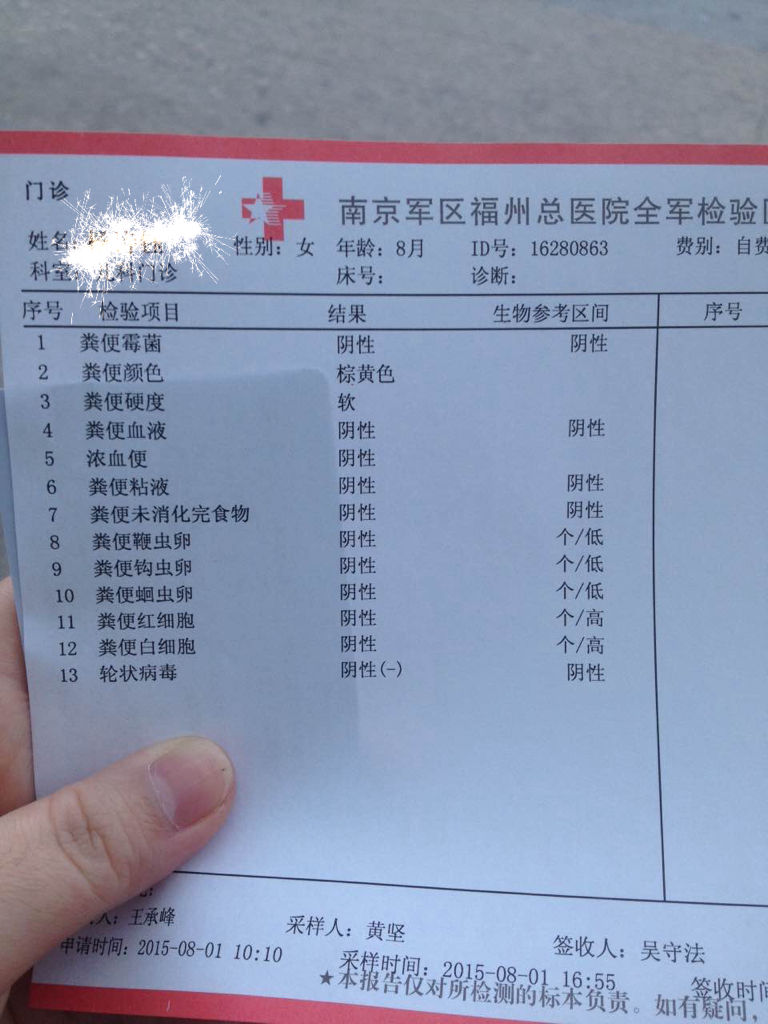 门诊
南京军区福州总医院全军检验
姓名 性别：女 年龄：8月 ID号：16280863 费别：自费
科室：儿科门诊 床号： 诊断：
序号 检验项目 结果 生物参考区间 序号
1 粪便霉菌 阴性 阴性
2 粪便颜色 棕黄色
3 粪便硬度 软
4 粪便血液 阴性 阴性
5 浓血便 阴性
6 粪便粘液 阴性 阴性
7 粪便未消化完食物 阴性 阴性
8 粪便鞭虫卵 阴性 个/低
9 粪便钩虫卵 阴性 个/低
10 粪便蛔虫卵 阴性 个/低
11 粪便红细胞 阴性 个/高
12 粪便白细胞 阴性 个/高
13 轮状病毒 阴性(-) 阴性
人：王承峰 采样人：黄坚 签收人：吴守法
申请时间：2015-08-01 10:10 采样时间：2015-08-01 16:55 签收时间
★本报告仅对所检测的标本负责。如有疑问，